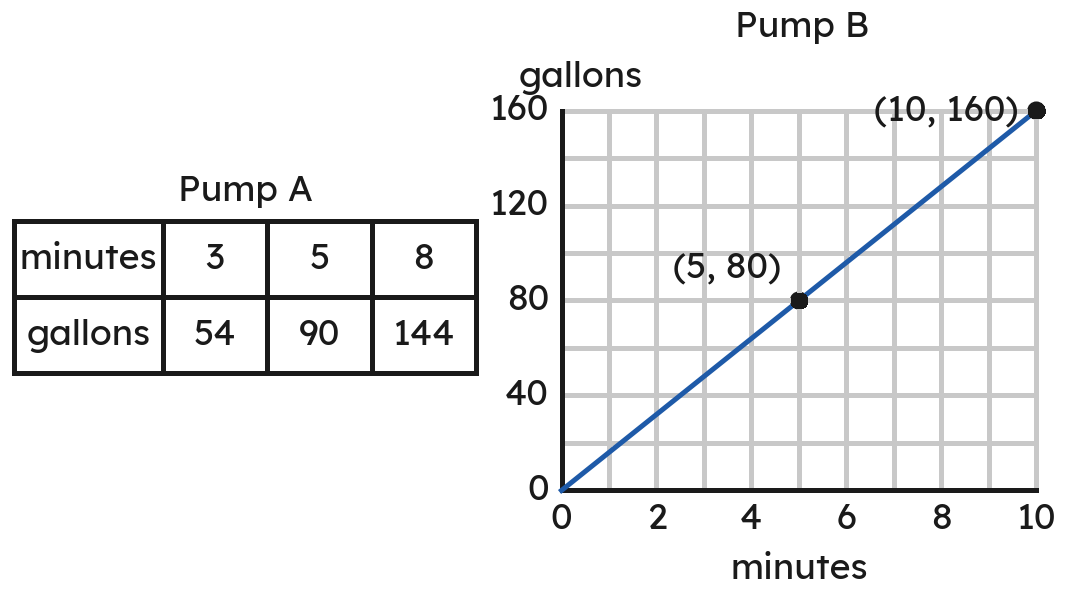 Pump A
minutes 3 5 8
gallons 54 90 144
Pump B
gallons
160
(10, 160)
120
(5, 80)
80
40
0
0 2 4 6 8 10
minutes